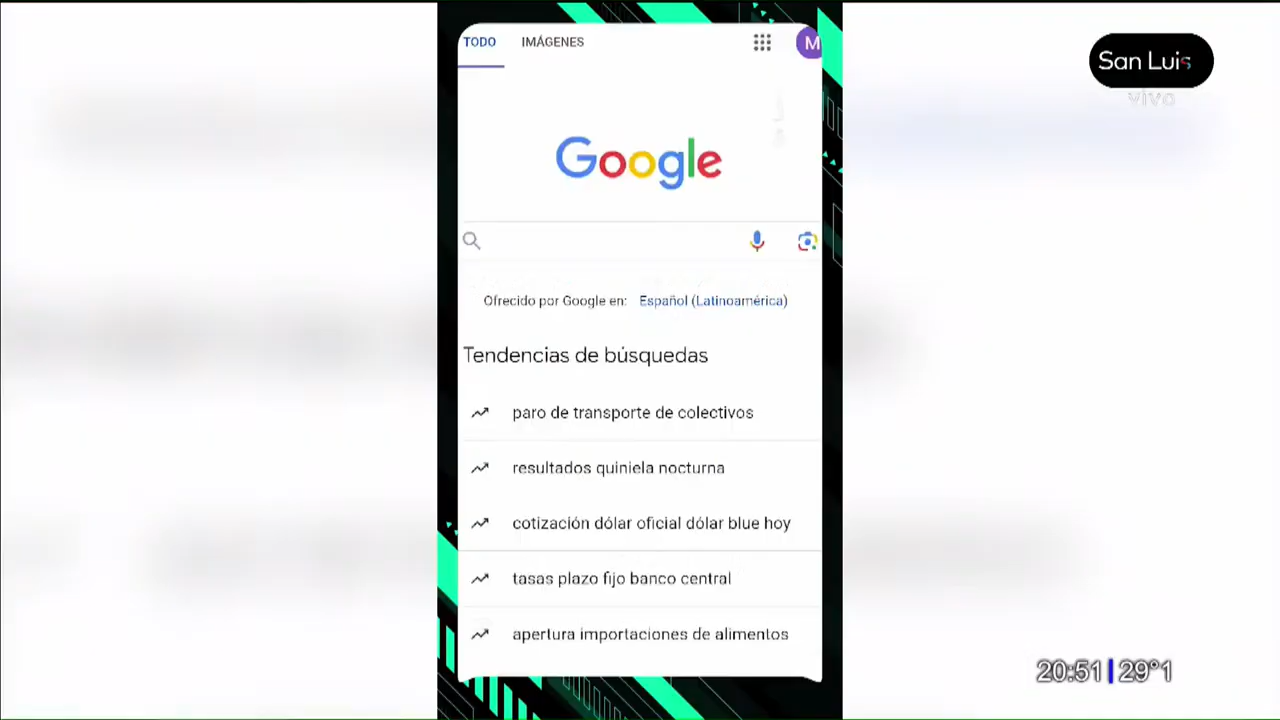 TODO IMÁGENES
M
San Luis
vivo
Google
Ofrecido por Google en: Español (Latinoamérica)
Tendencias de búsquedas
paro de transporte de colectivos
resultados quiniela nocturna
cotización dólar oficial dólar blue hoy
tasas plazo fijo banco central
apertura importaciones de alimentos
20:51 29°1